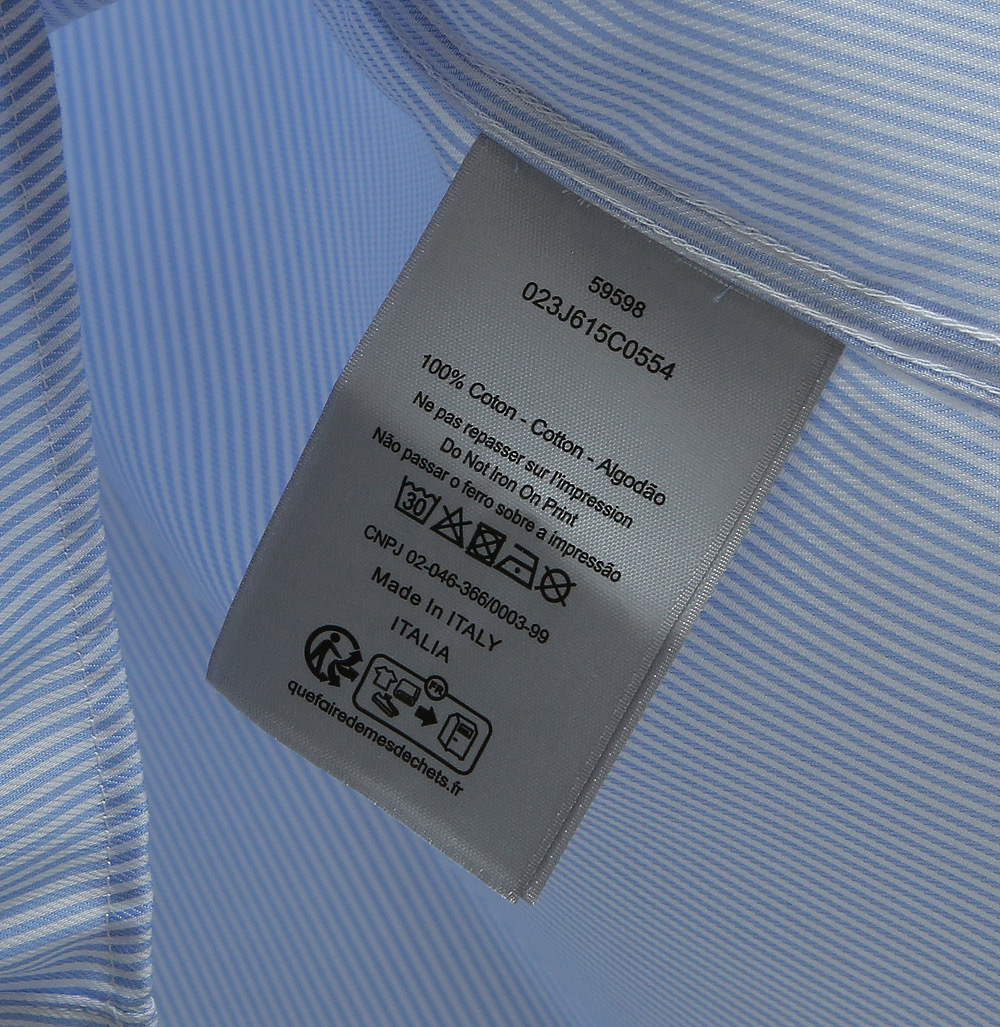 59598
023J615C0554
100% Coton - Cotton - Algodão
Ne pas repasser sur l'impression
Do Not Iron On Print
Não passar o ferro sobre a impressão
30
CNPJ 02-046-366/0003-99
Made In ITALY
ITALIA
FR
quefairedemesdechets.fr